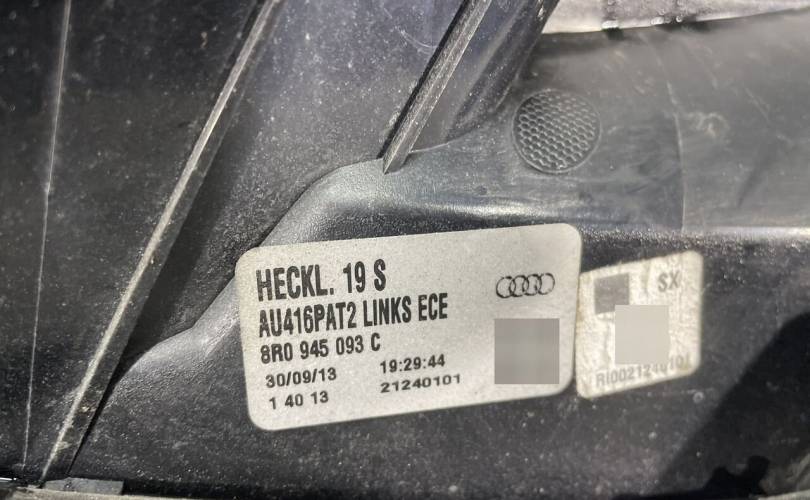 HECKL. 19 S
AU416PAT2 LINKS ECE
8R0 945 093 C
30/09/13 19:29:44
1 40 13 21240101
SX
RI0021240101